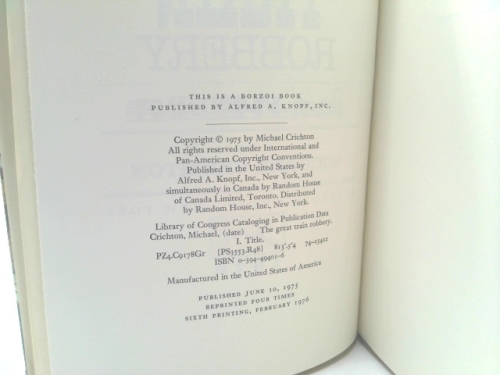 ROBBERY
THIS IS A BORZOI BOOK
PUBLISHED BY ALFRED A. KNOPF, INC.
Copyright © 1975 by Michael Crichton
All rights reserved under International and
Pan-American Copyright Conventions.
Published in the United States by
Alfred A. Knopf, Inc., New York, and
simultaneously in Canada by Random House
of Canada Limited, Toronto. Distributed
by Random House, Inc., New York.
Library of Congress Cataloging in Publication Data
Crichton, Michael, (date) The great train robbery.
I. Title.
PZ4.C9178Gr [PS3553.R48] 813'.5'4 74-25422
ISBN 0-394-49401-6
Manufactured in the United States of America
PUBLISHED JUNE 10, 1975
REPRINTED FOUR TIMES
SIXTH PRINTING, FEBRUARY 1976